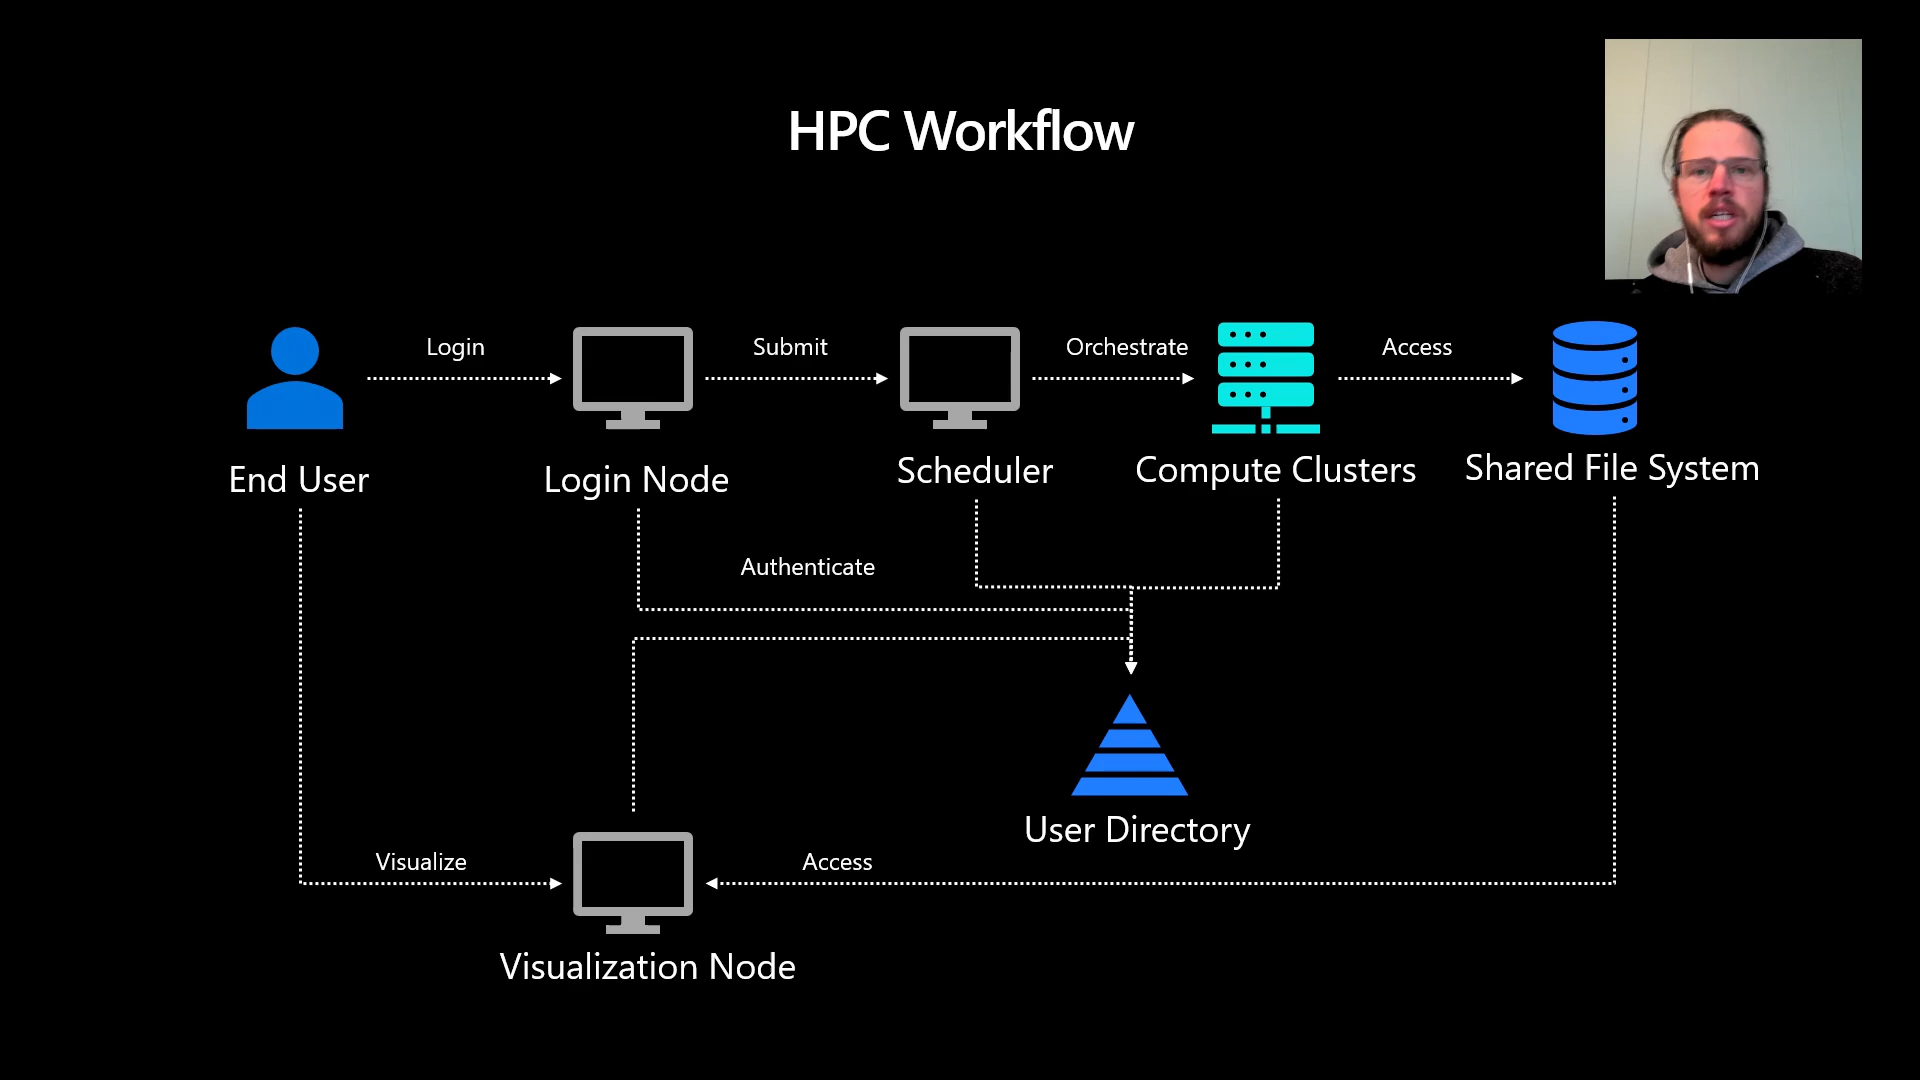 HPC Workflow
Login
Submit
Orchestrate
Access
End User
Login Node
Scheduler
Compute Clusters
Shared File System
Authenticate
User Directory
Visualize
Access
Visualization Node